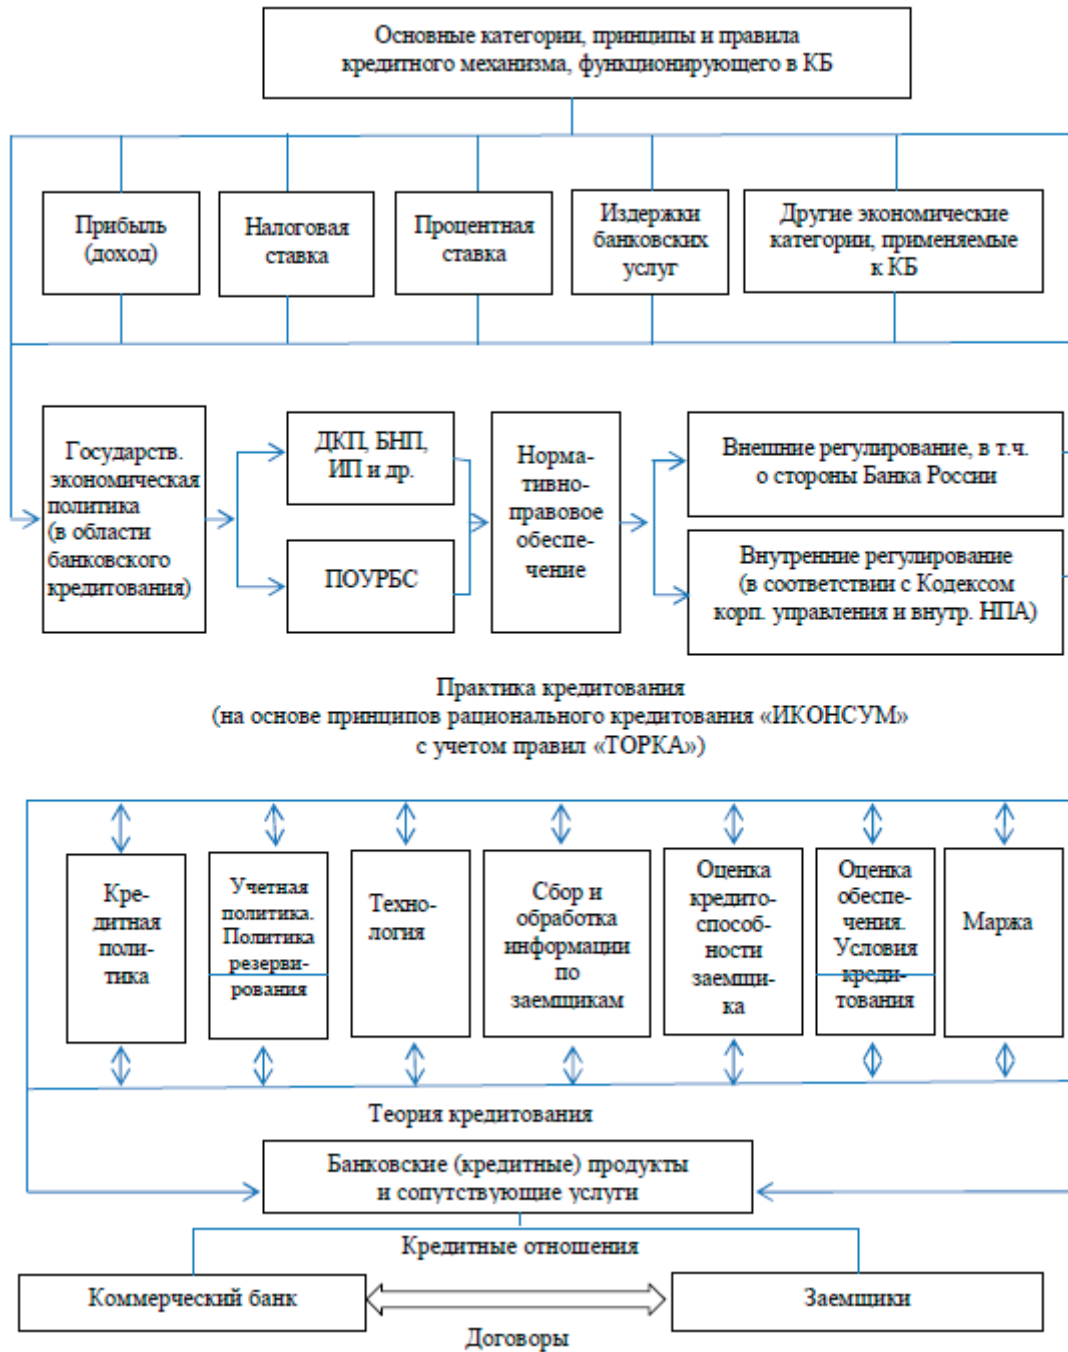 Основные категории, принципы и правила
кредитного механизма, функционирующего в КБ
Прибыль
(доход)
Налоговая
ставка
Процентная
ставка
Издержки
банковских
услуг
Другие экономические
категории, применяемые
к КБ
Государств.
экономическая
политика
(в области
банковского
кредитования)
ДКП, БНП,
ИП и др.
ПОУРБС
Норма-
тивно-
правовое
обеспе-
чение
Внешние регулирование, в т.ч.
о стороны Банка России
Внутренние регулирование
(в соответствии с Кодексом
корп. управления и внутр. НПА)
Практика кредитования
(на основе принципов рационального кредитования «ИКОНСУМ»
с учетом правил «ТОРКА»)
Кре-
дитная
поли-
тика
Учетная
политика.
Политика
резерви-
рования
Техно-
логия
Сбор и
обработка
информации
по
заемщикам
Оценка
кредито-
способ-
ности
заемщи-
ка
Оценка
обеспе-
чения.
Условия
креди-
тования
Маржа
Теория кредитования
Банковские (кредитные) продукты
и сопутствующие услуги
Кредитные отношения
Коммерческий банк
Заемщики
Договоры